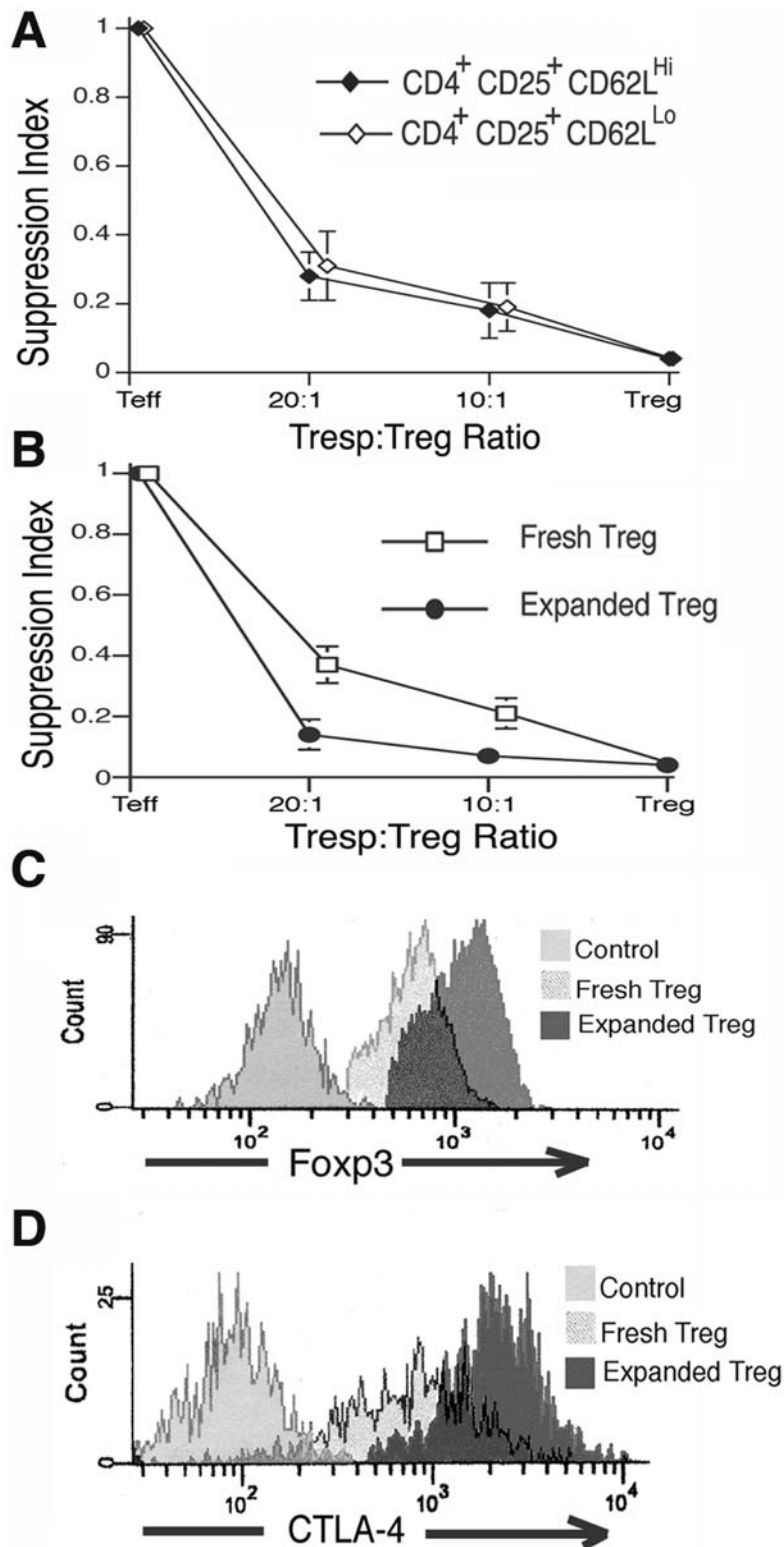 A
Suppression Index
1
0.8
0.6
0.4
0.2
0
CD4+ CD25+ CD62LHi
CD4+ CD25+ CD62LLo
Teff 20:1 10:1 Treg
Tresp:Treg Ratio
B
Suppression Index
1
0.8
0.6
0.4
0.2
0
Fresh Treg
Expanded Treg
Teff 20:1 10:1 Treg
Tresp:Treg Ratio
C
Count
90
0
Control
Fresh Treg
Expanded Treg
10² 10³ 10⁴
Foxp3
D
Count
25
0
Control
Fresh Treg
Expanded Treg
10² 10³ 10⁴
CTLA-4